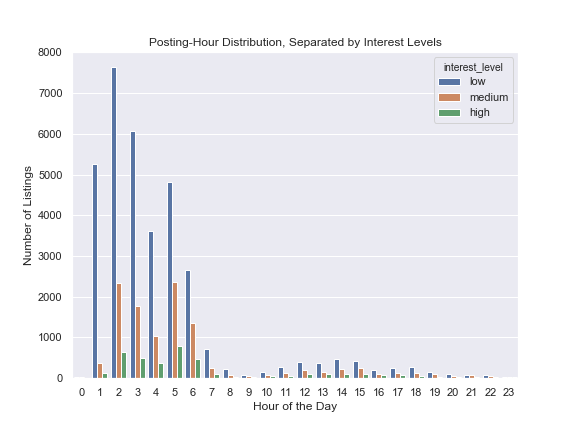 Posting-Hour Distribution, Separated by Interest Levels
interest_level
low
medium
high
Number of Listings
8000
7000
6000
5000
4000
3000
2000
1000
0
0 1 2 3 4 5 6 7 8 9 10 11 12 13 14 15 16 17 18 19 20 21 22 23
Hour of the Day